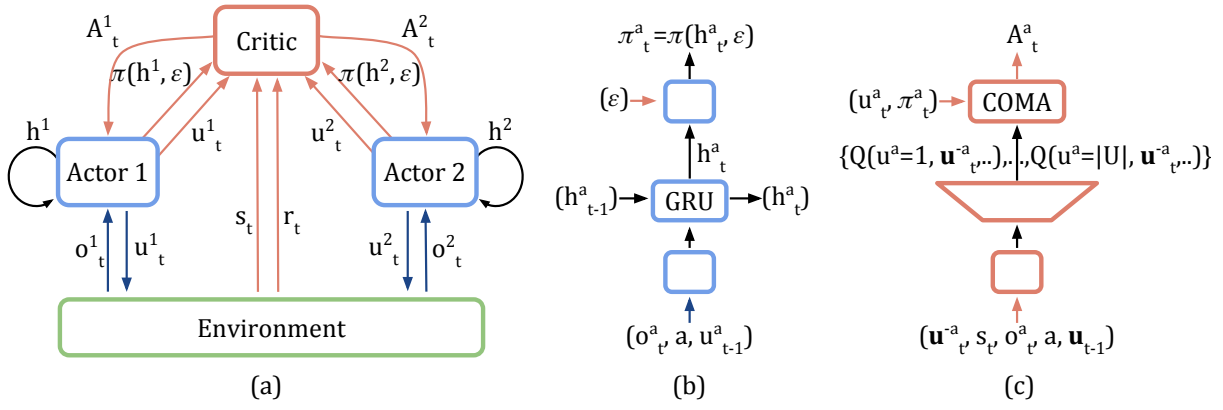 A¹ₜ
Critic
A²ₜ
π(h¹, ε)
π(h², ε)
u¹ₜ
u²ₜ
h¹
Actor 1
Actor 2
h²
o¹ₜ
u¹ₜ
sₜ
rₜ
u²ₜ
o²ₜ
Environment
(a)
πᵃₜ=π(hᵃₜ, ε)
(ε)
hᵃₜ
(hᵃₜ₋₁)
GRU
(hᵃₜ)
(oᵃₜ, a, uᵃₜ₋₁)
(b)
Aᵃₜ
(uᵃₜ, πᵃₜ)
COMA
{Q(uᵃ=1, u⁻ᵃₜ,..),...,Q(uᵃ=|U|, u⁻ᵃₜ,..)}
(u⁻ᵃₜ, sₜ, oᵃₜ, a, uₜ₋₁)
(c)